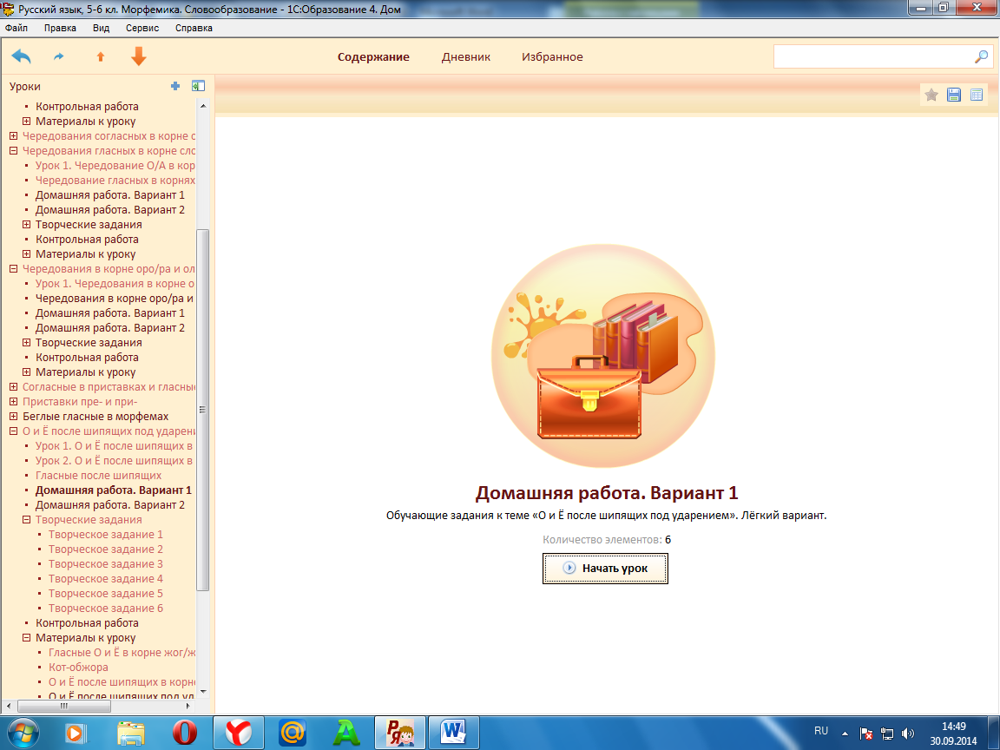 Русский язык, 5-6 кл. Морфемика. Словообразование - 1С:Образование 4. Дом
Файл Правка Вид Сервис Справка
Содержание Дневник Избранное
Уроки
Контрольная работа
Материалы к уроку
Чередования согласных в корне с
Чередования гласных в корне сло
Урок 1. Чередование О/А в кор
Чередование гласных в корнях
Домашняя работа. Вариант 1
Домашняя работа. Вариант 2
Творческие задания
Контрольная работа
Материалы к уроку
Чередования в корне оро/ра и ол
Урок 1. Чередования в корне о
Чередования в корне оро/ра и
Домашняя работа. Вариант 1
Домашняя работа. Вариант 2
Творческие задания
Контрольная работа
Материалы к уроку
Согласные в приставках и гласны
Приставки пре- и при-
Беглые гласные в морфемах
О и Ё после шипящих под ударени
Урок 1. О и Ё после шипящих в
Урок 2. О и Ё после шипящих в
Гласные после шипящих
Домашняя работа. Вариант 1
Домашняя работа. Вариант 2
Творческие задания
Творческое задание 1
Творческое задание 2
Творческое задание 3
Творческое задание 4
Творческое задание 5
Творческое задание 6
Контрольная работа
Материалы к уроку
Гласные О и Ё в корне жог/ж
Кот-обжора
О и Ё после шипящих в корн
О и Ё после шипящих под уд
Домашняя работа. Вариант 1
Обучающие задания к теме «О и Ё после шипящих под ударением». Лёгкий вариант.
Количество элементов: 6
Начать урок
RU
14:49
30.09.2014